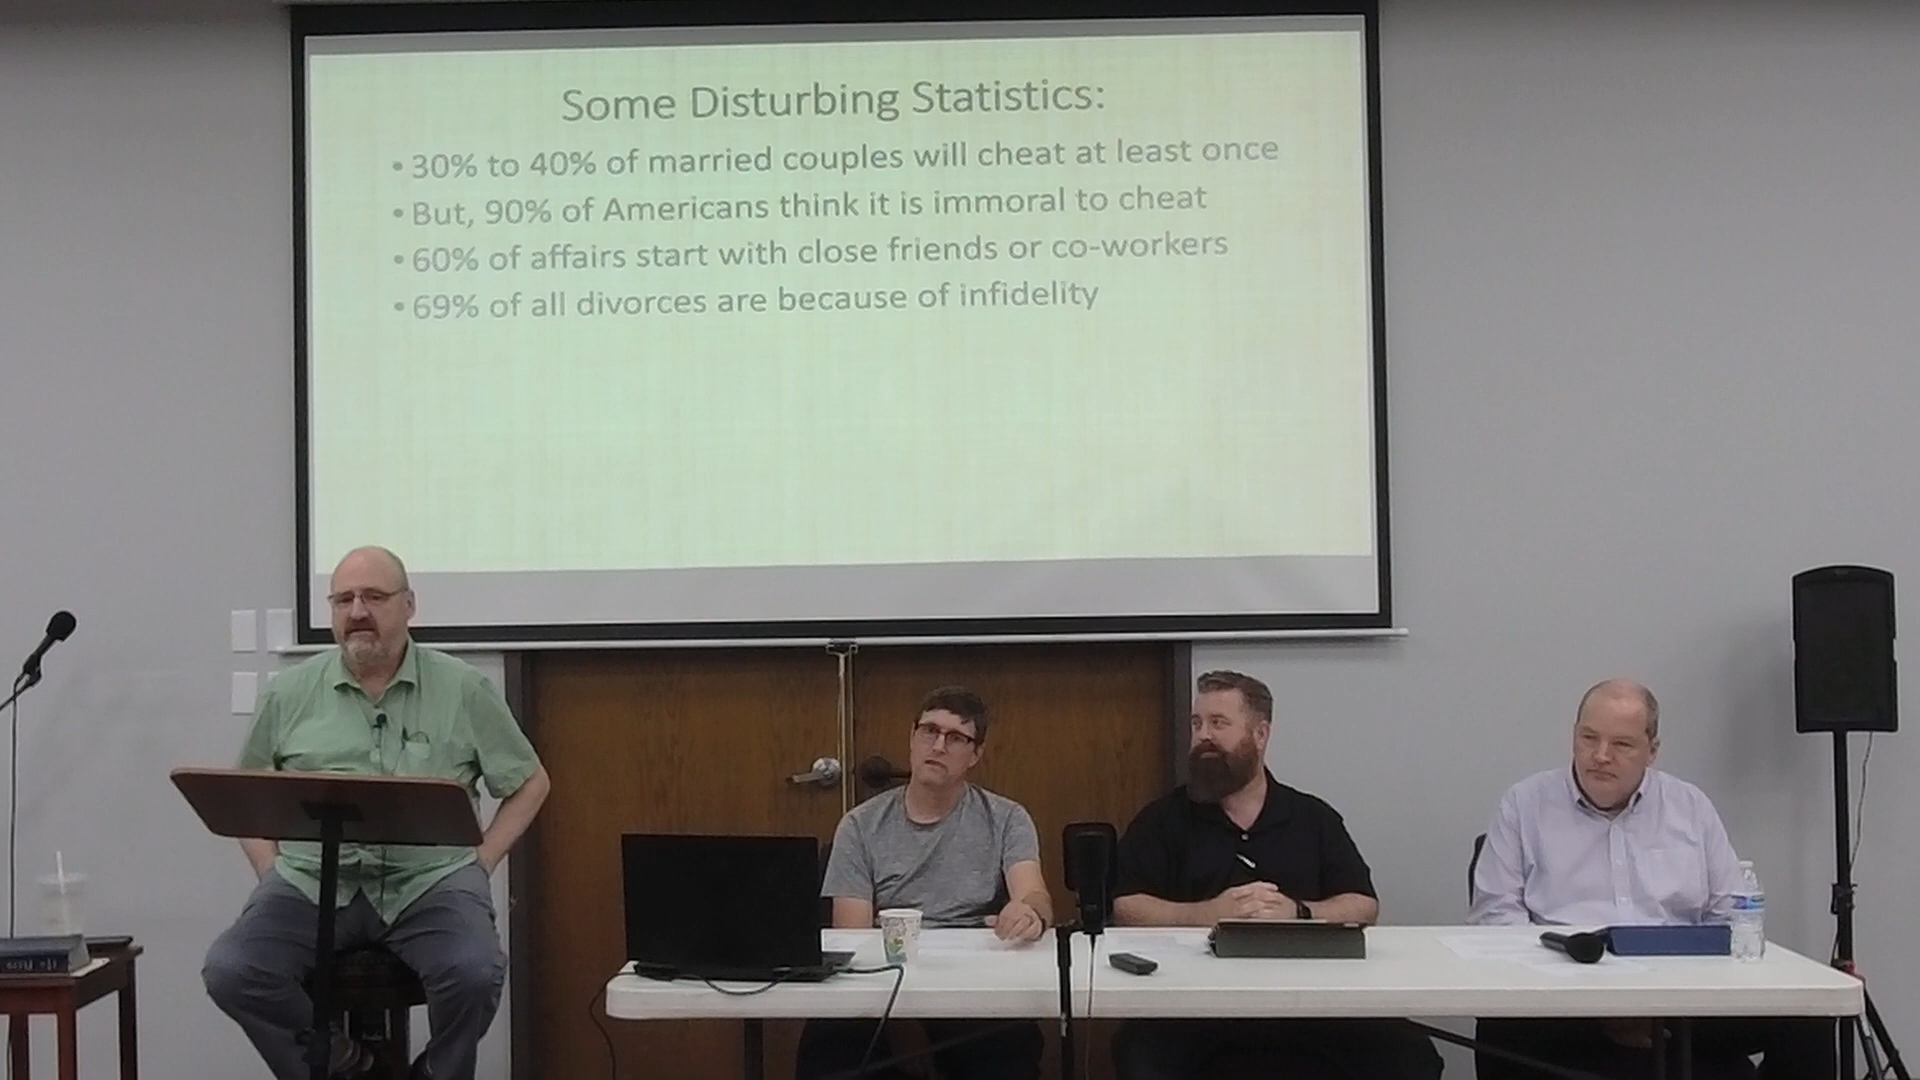 Some Disturbing Statistics:
• 30% to 40% of married couples will cheat at least once
• But, 90% of Americans think it is immoral to cheat
• 60% of affairs start with close friends or co-workers
• 69% of all divorces are because of infidelity